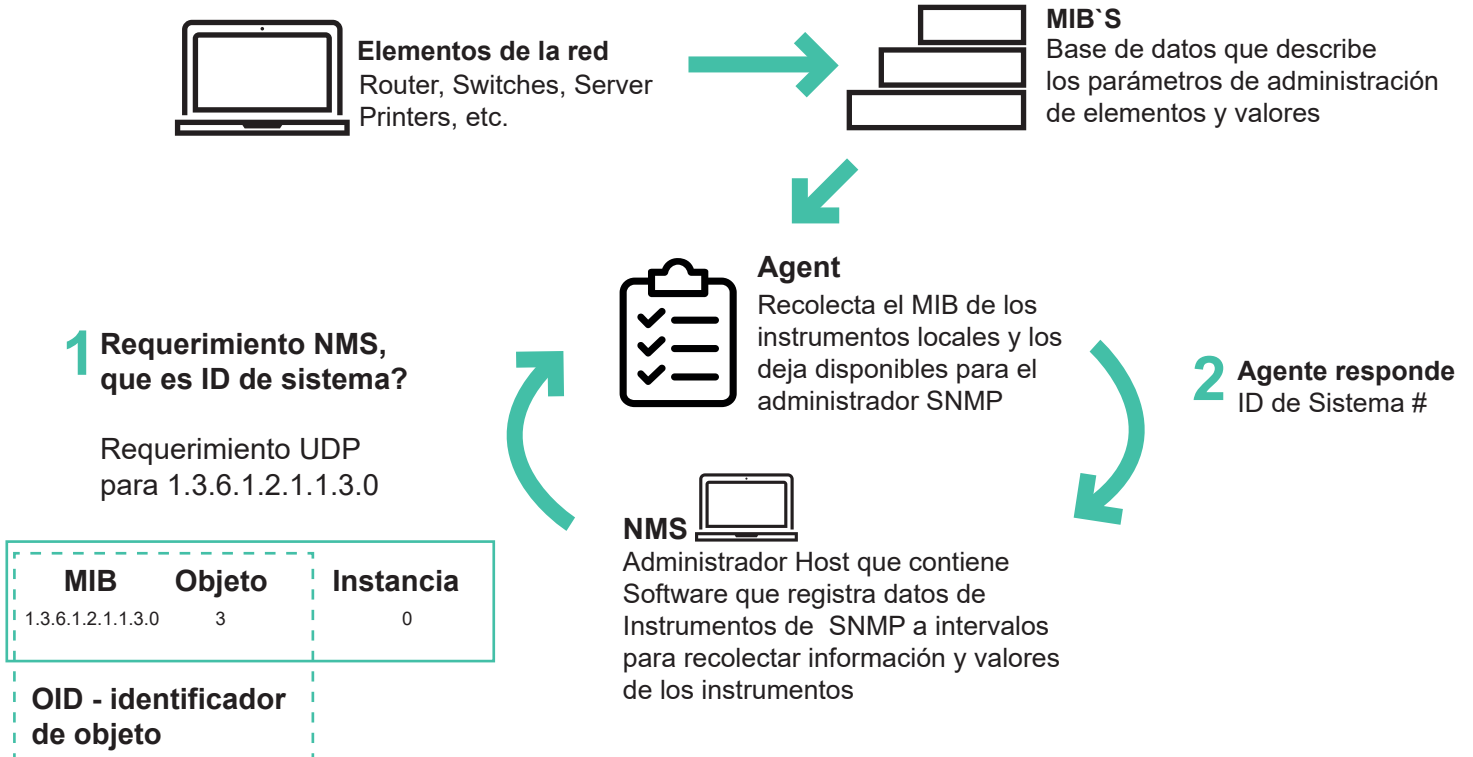 Elementos de la red
Router, Switches, Server
Printers, etc.
MIB`S
Base de datos que describe
los parámetros de administración
de elementos y valores
Agent
Recolecta el MIB de los
instrumentos locales y los
deja disponibles para el
administrador SNMP
1 Requerimiento NMS,
que es ID de sistema?
Requerimiento UDP
para 1.3.6.1.2.1.1.3.0
2 Agente responde
ID de Sistema #
NMS
Administrador Host que contiene
Software que registra datos de
Instrumentos de SNMP a intervalos
para recolectar información y valores
de los instrumentos
MIB Objeto Instancia
1.3.6.1.2.1.1.3.0 3 0
OID - identificador
de objeto